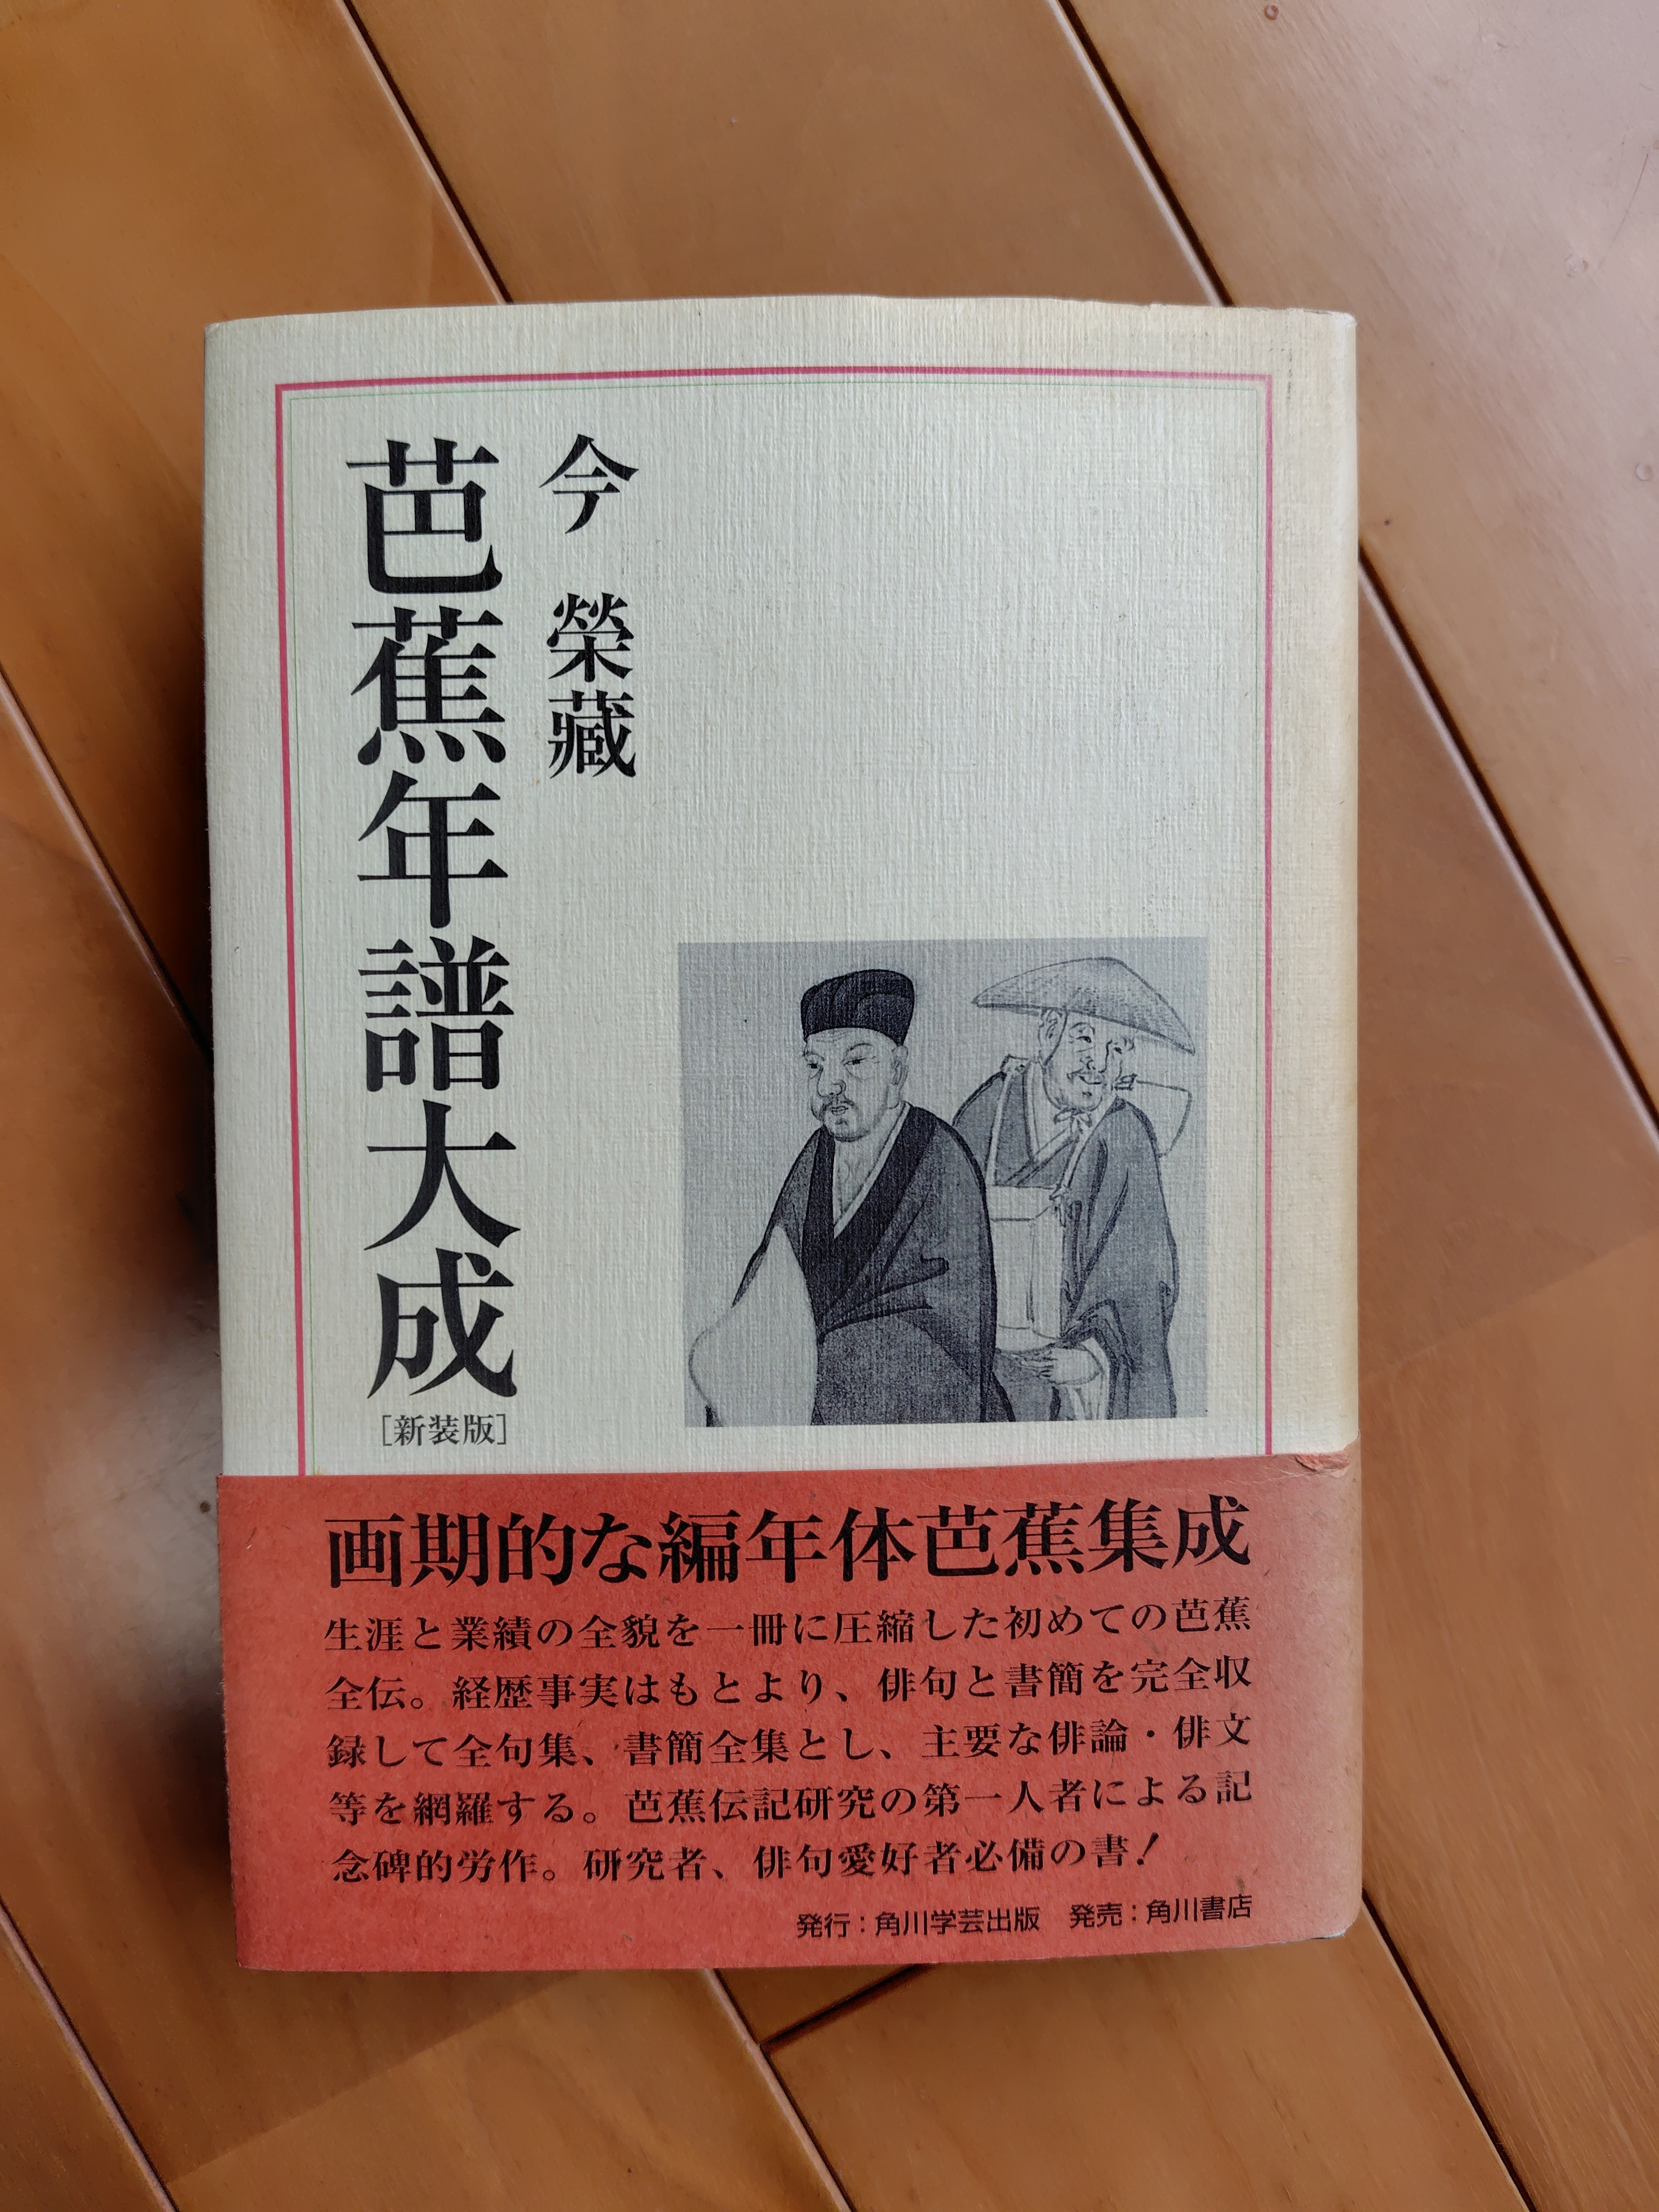 今 榮藏
芭蕉年譜大成
［新装版］
画期的な編年体芭蕉集成
生涯と業績の全貌を一冊に圧縮した初めての芭蕉
全伝。経歴事実はもとより、俳句と書簡を完全収
録して全句集、書簡全集とし、主要な俳論・俳文
等を網羅する。芭蕉伝記研究の第一人者による記
念碑的労作。研究者、俳句愛好者必備の書！
発行：角川学芸出版　発売：角川書店